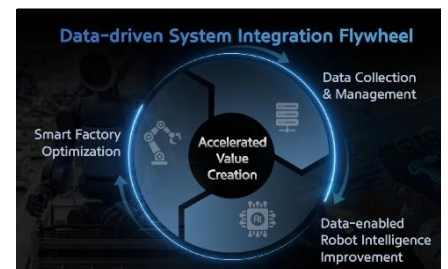 Data-driven System Integration Flywheel
Data Collection
& Management
Smart Factory
Optimization
Accelerated
Value
Creation
Ai
Data-enabled
Robot Intelligence
Improvement